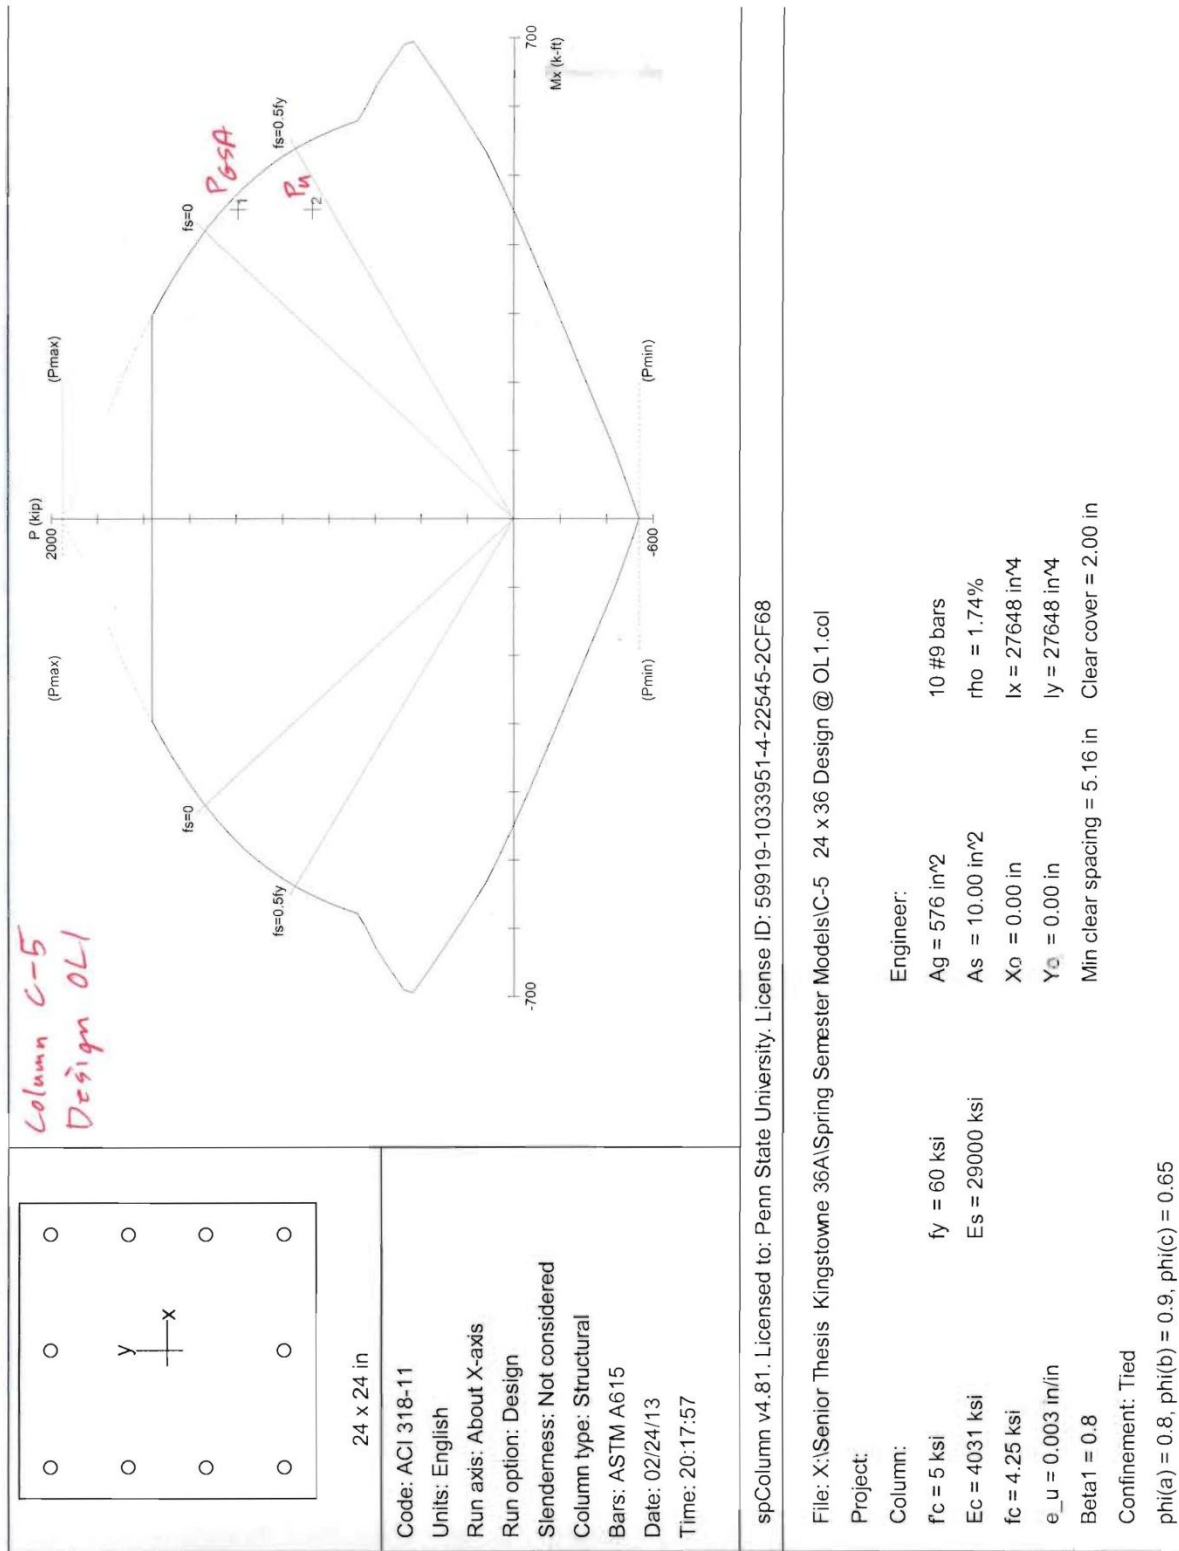 Column C-5
Design OL1
P (kip)
2000
(Pmax)
(Pmax)
fs=0
fs=0
PGSA
1
fs=0.5fy
fs=0.5fy
Pu
2
-700
700
Mx (k-ft)
(Pmin)
(Pmin)
-600
y
x
24 x 24 in
Code: ACI 318-11
Units: English
Run axis: About X-axis
Run option: Design
Slenderness: Not considered
Column type: Structural
Bars: ASTM A615
Date: 02/24/13
Time: 20:17:57
spColumn v4.81. Licensed to: Penn State University. License ID: 59919-1033951-4-22545-2CF68
File: X:\Senior Thesis Kingstowne 36A\Spring Semester Models\C-5 24 x 36 Design @ OL1.col
Project:
Column: Engineer:
f'c = 5 ksi fy = 60 ksi Ag = 576 in^2 10 #9 bars
Ec = 4031 ksi Es = 29000 ksi As = 10.00 in^2 rho = 1.74%
fc = 4.25 ksi Xo = 0.00 in Ix = 27648 in^4
e_u = 0.003 in/in Yo = 0.00 in Iy = 27648 in^4
Beta1 = 0.8 Min clear spacing = 5.16 in Clear cover = 2.00 in
Confinement: Tied
phi(a) = 0.8, phi(b) = 0.9, phi(c) = 0.65